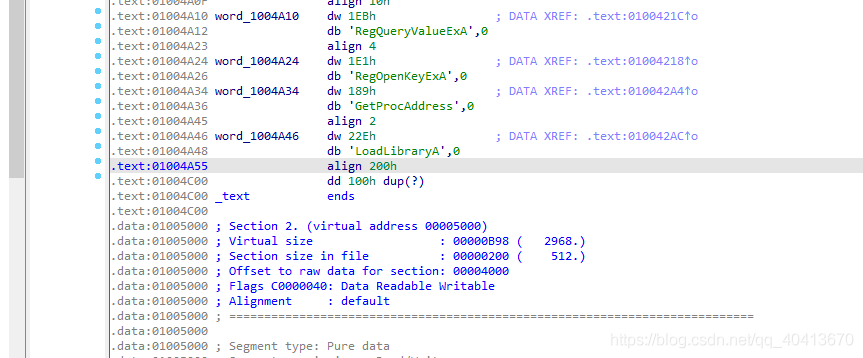 .text:01004A0F align 10h
.text:01004A10 word_1004A10 dw 1EBh ; DATA XREF: .text:0100421C↑o
.text:01004A12 db 'RegQueryValueExA',0
.text:01004A23 align 4
.text:01004A24 word_1004A24 dw 1E1h ; DATA XREF: .text:01004218↑o
.text:01004A26 db 'RegOpenKeyExA',0
.text:01004A34 word_1004A34 dw 189h ; DATA XREF: .text:010042A4↑o
.text:01004A36 db 'GetProcAddress',0
.text:01004A45 align 2
.text:01004A46 word_1004A46 dw 22Eh ; DATA XREF: .text:010042AC↑o
.text:01004A48 db 'LoadLibraryA',0
.text:01004A55 align 200h
.text:01004C00 dd 100h dup(?)
.text:01004C00 _text ends
.text:01004C00
.data:01005000 ; Section 2. (virtual address 00005000)
.data:01005000 ; Virtual size : 00000B98 ( 2968.)
.data:01005000 ; Section size in file : 00000200 ( 512.)
.data:01005000 ; Offset to raw data for section: 00004000
.data:01005000 ; Flags C0000040: Data Readable Writable
.data:01005000 ; Alignment : default
.data:01005000 ; ===========================================================================
.data:01005000
.data:01005000 ; Segment type: Pure data
https://blog.csdn.net/qq_40413670